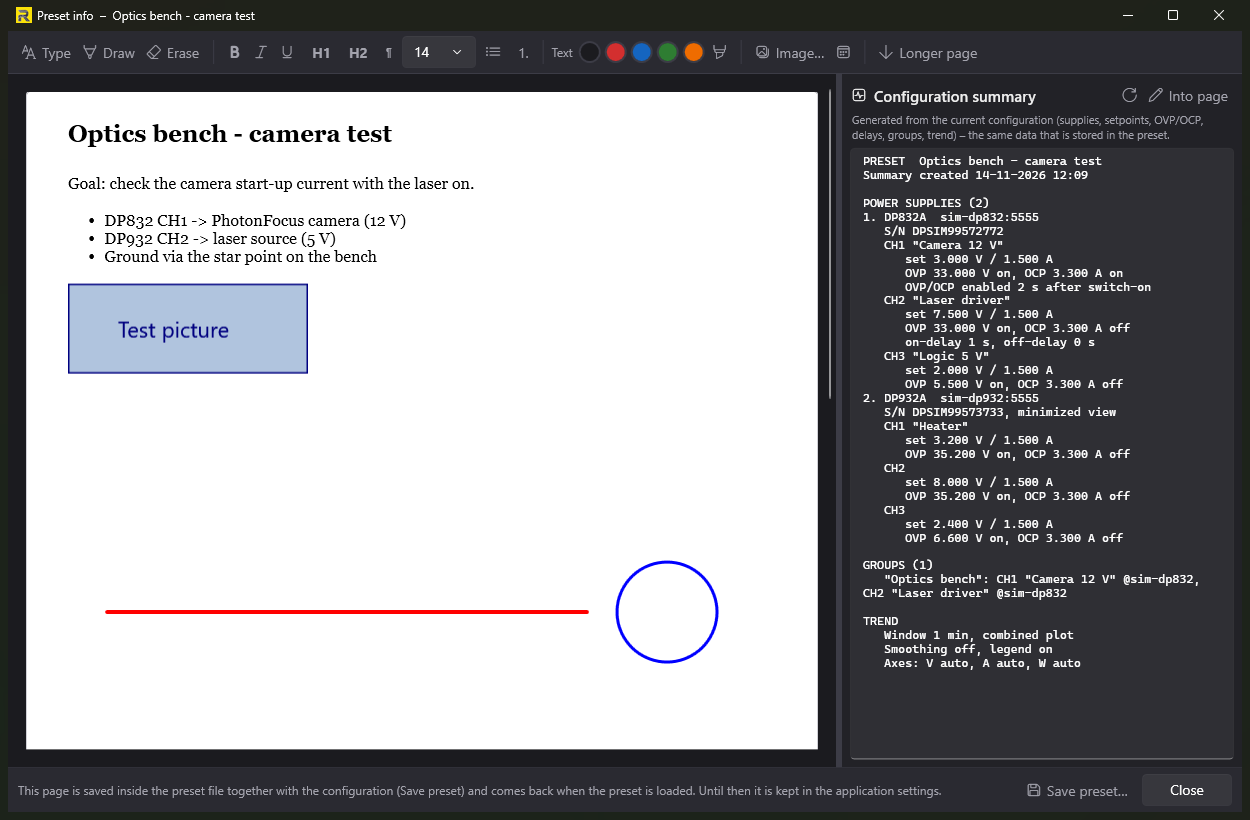 Preset info – Optics bench - camera test
Type Draw Erase B I U H1 H2 ¶ 14 1. Text Image... Longer page
Optics bench - camera test
Goal: check the camera start-up current with the laser on.
• DP832 CH1 -> PhotonFocus camera (12 V)
• DP932 CH2 -> laser source (5 V)
• Ground via the star point on the bench
Test picture
Configuration summary Into page
Generated from the current configuration (supplies, setpoints, OVP/OCP,
delays, groups, trend) – the same data that is stored in the preset.
PRESET  Optics bench - camera test
Summary created 14-11-2026 12:09
POWER SUPPLIES (2)
1. DP832A  sim-dp832:5555
S/N DPSIM99572772
CH1 "Camera 12 V"
set 3.000 V / 1.500 A
OVP 33.000 V on, OCP 3.300 A on
OVP/OCP enabled 2 s after switch-on
CH2 "Laser driver"
set 7.500 V / 1.500 A
OVP 33.000 V on, OCP 3.300 A off
on-delay 1 s, off-delay 0 s
CH3 "Logic 5 V"
set 2.000 V / 1.500 A
OVP 5.500 V on, OCP 3.300 A off
2. DP932A  sim-dp932:5555
S/N DPSIM99573733, minimized view
CH1 "Heater"
set 3.200 V / 1.500 A
OVP 35.200 V on, OCP 3.300 A off
CH2
set 8.000 V / 1.500 A
OVP 35.200 V on, OCP 3.300 A off
CH3
set 2.400 V / 1.500 A
OVP 6.600 V on, OCP 3.300 A off
GROUPS (1)
"Optics bench": CH1 "Camera 12 V" @sim-dp832,
CH2 "Laser driver" @sim-dp832
TREND
Window 1 min, combined plot
Smoothing off, legend on
Axes: V auto, A auto, W auto
This page is saved inside the preset file together with the configuration (Save preset) and comes back when the preset is loaded. Until then it is kept in the application settings.
Save preset... Close